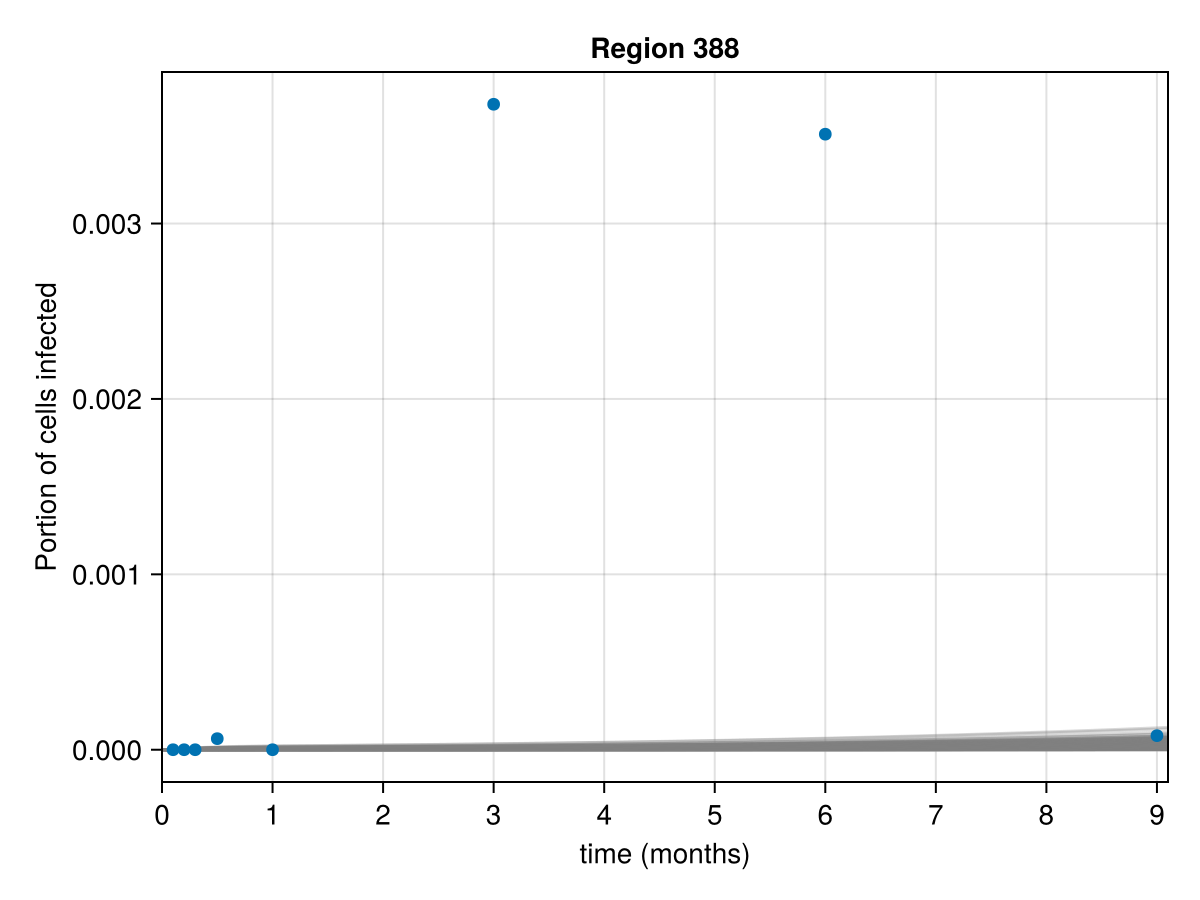 Region 388
Portion of cells infected
0.003
0.002
0.001
0.000
0 1 2 3 4 5 6 7 8 9
time (months)